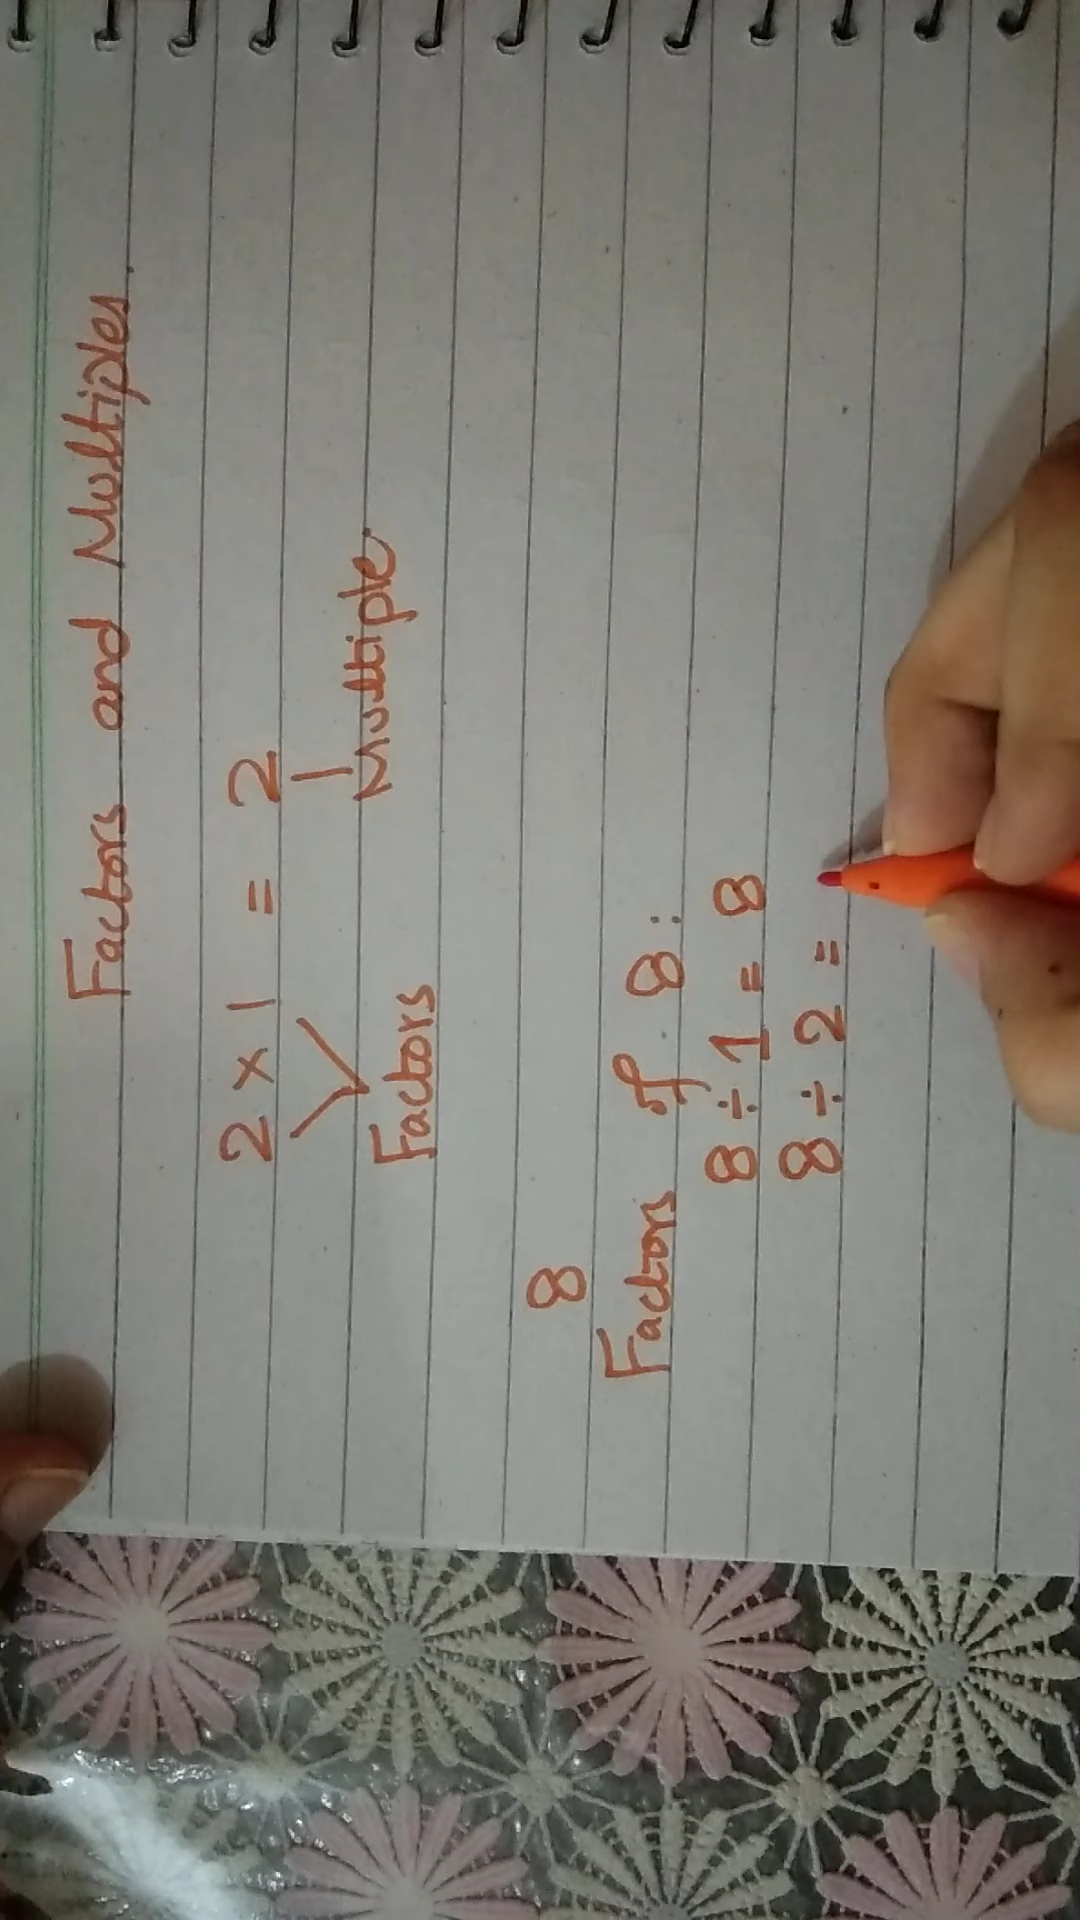 Factors and Multiples.
2 x 1 = 2
Factors Multiple.
8
Factors of 8:
8 ÷ 1 = 8
8 ÷ 2 =